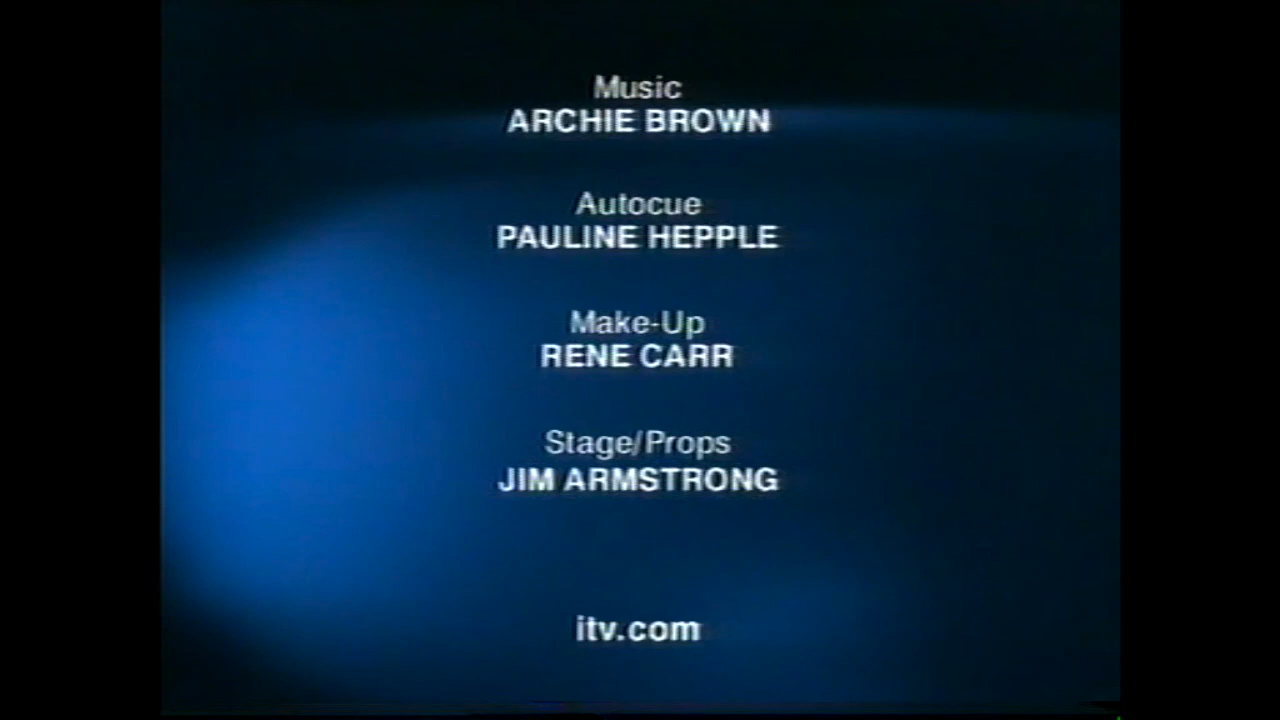 Music
ARCHIE BROWN
Autocue
PAULINE HEPPLE
Make-Up
RENE CARR
Stage/Props
JIM ARMSTRONG
itv.com